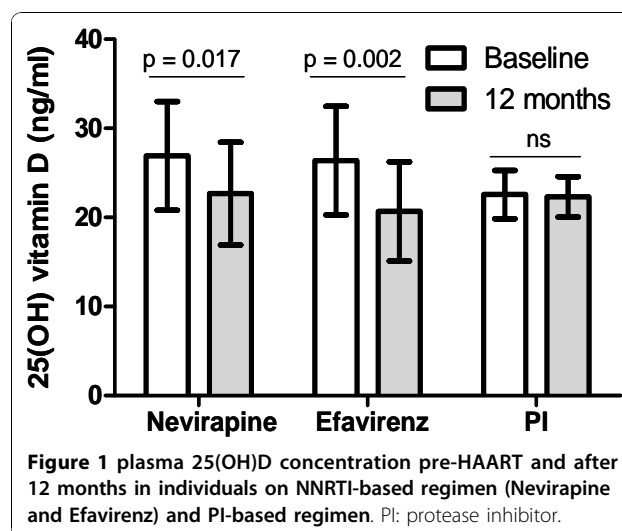 40
30
20
10
0
25(OH) vitamin D (ng/ml)
p = 0.017
p = 0.002
Baseline
12 months
ns
Nevirapine Efavirenz PI
Figure 1 plasma 25(OH)D concentration pre-HAART and after
12 months in individuals on NNRTI-based regimen (Nevirapine
and Efavirenz) and PI-based regimen. PI: protease inhibitor.